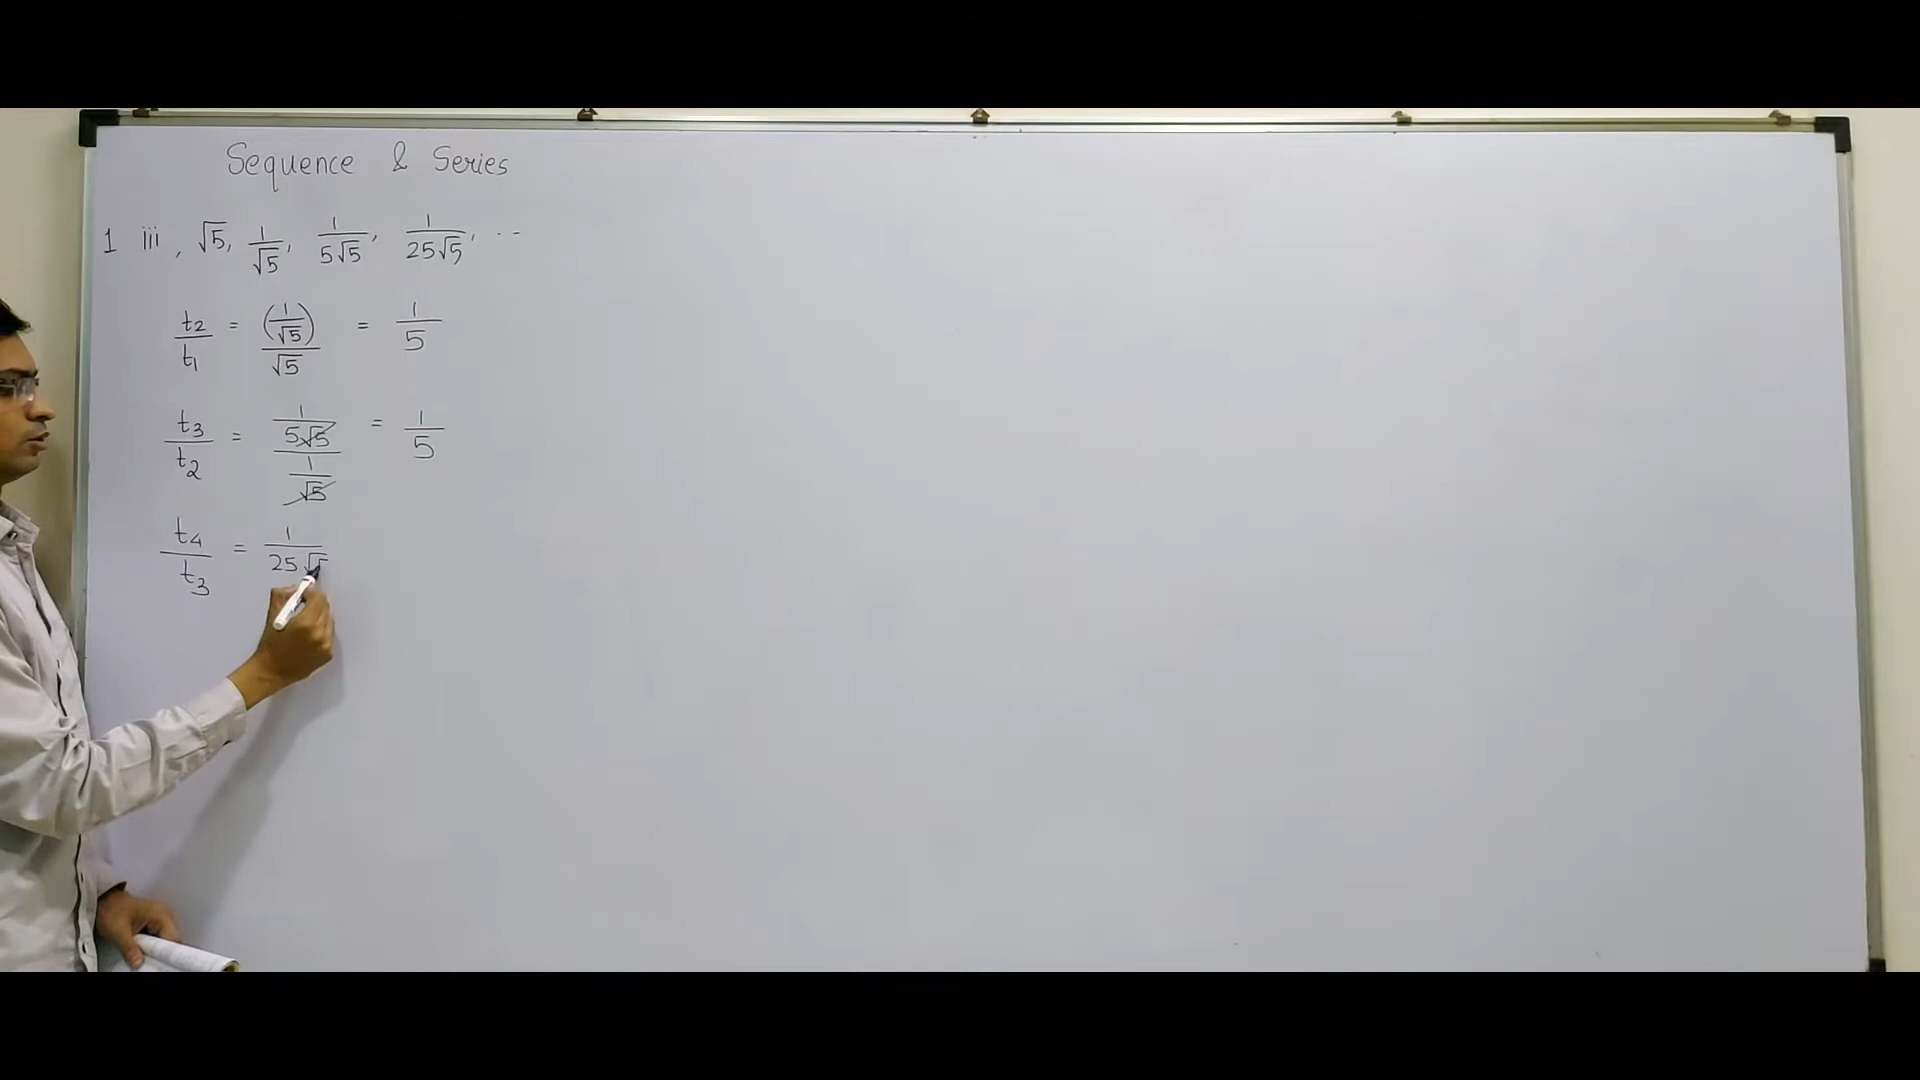 Sequence & Series
1 iii , √5, 1/√5, 1/5√5, 1/25√5, ...
t2/t1 = (1/√5)/√5 = 1/5
t3/t2 = (1/5√5)/(1/√5) = 1/5
t4/t3 = 1/25√5